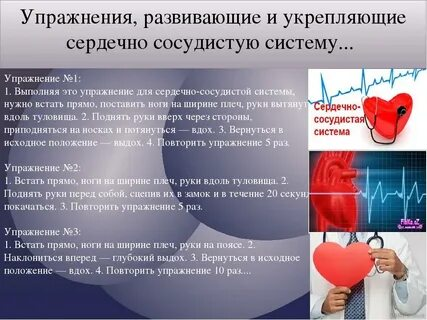 Упражнения, развивающие и укрепляющие
сердечно сосудистую систему...
Упражнение №1:
1. Выполняя это упражнение для сердечно-сосудистой системы,
нужно встать прямо, поставить ноги на ширине плеч, руки вытянут
вдоль туловища. 2. Поднять руки вверх через стороны,
приподняться на носках и потянуться — вдох. 3. Вернуться в
исходное положение — выдох. 4. Повторить упражнение 5 раз.
Упражнение №2:
1. Встать прямо, ноги на ширине плеч, руки вдоль туловища. 2.
Поднять руки перед собой, сцепив их в замок и в течение 20 секунд
покачаться. 3. Повторить упражнение 5 раз.
Упражнение №3:
1. Встать прямо, ноги на ширине плеч, руки на поясе. 2.
Наклониться вперед — глубокий выдох. 3. Вернуться в исходное
положение — вдох. 4. Повторить упражнение 10 раз....
Сердечно-
сосудистая
система